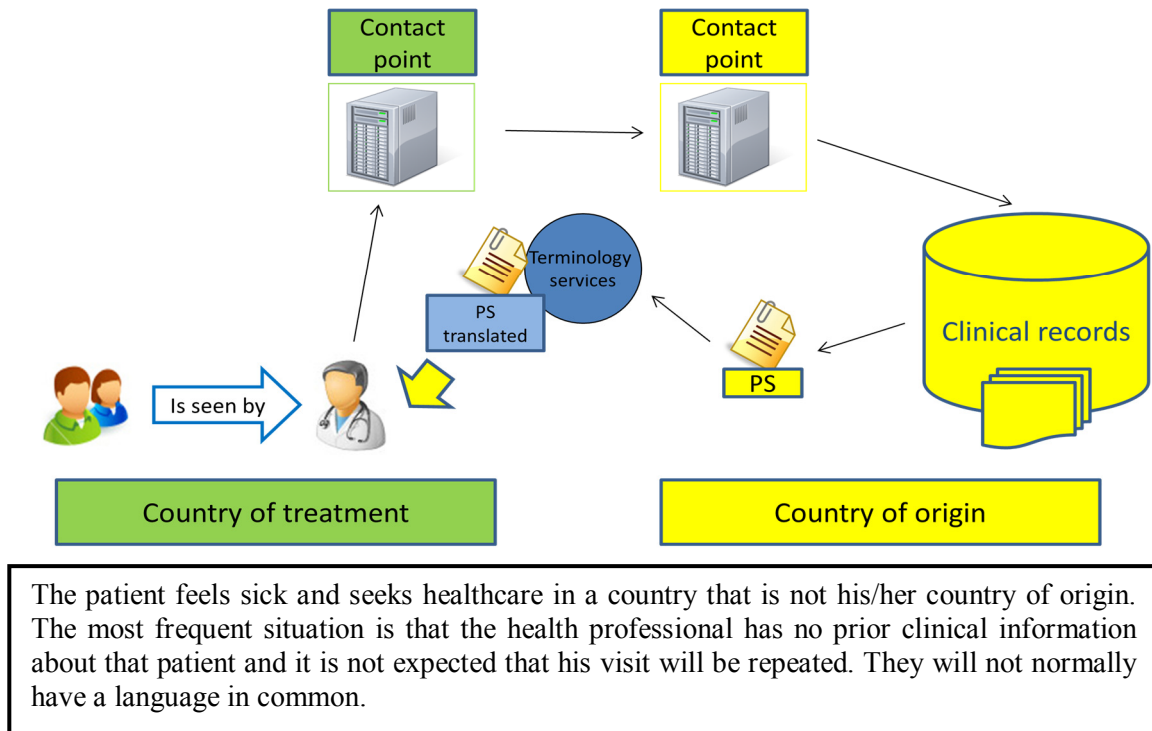 Contact
point
Contact
point
Terminology
services
PS
translated
Clinical records
PS
Is seen by
Country of treatment
Country of origin
The patient feels sick and seeks healthcare in a country that is not his/her country of origin.
The most frequent situation is that the health professional has no prior clinical information
about that patient and it is not expected that his visit will be repeated. They will not normally
have a language in common.